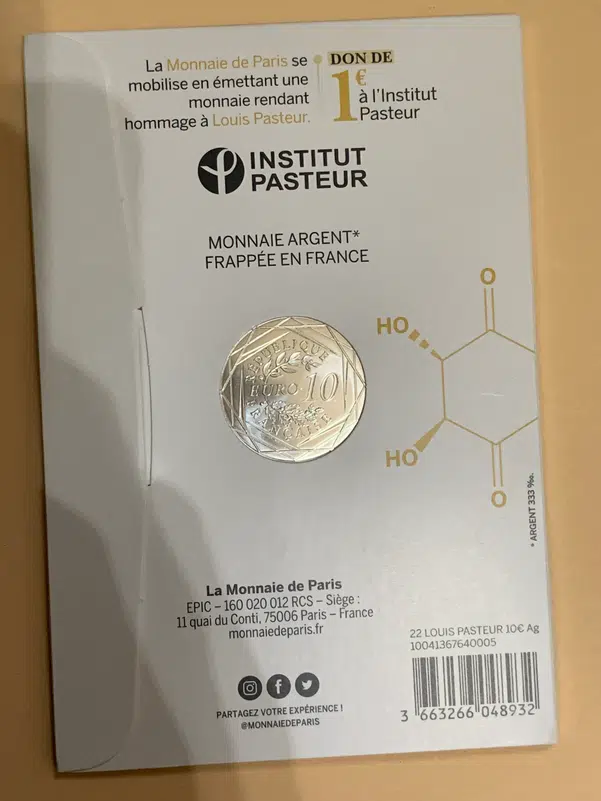 La Monnaie de Paris se
mobilise en émettant une
monnaie rendant
hommage à Louis Pasteur.
DON DE
1€
à l'Institut
Pasteur
INSTITUT
PASTEUR
MONNAIE ARGENT*
FRAPPÉE EN FRANCE
RÉPUBLIQUE
EURO 10
FRANÇAISE
O
HO
HO
O
* ARGENT 333 ‰.
La Monnaie de Paris
EPIC – 160 020 012 RCS – Siège :
11 quai du Conti, 75006 Paris – France
monnaiedeparis.fr
PARTAGEZ VOTRE EXPÉRIENCE !
@MONNAIEDEPARIS
22 LOUIS PASTEUR 10€ Ag
10041367640005
3 663266 048932